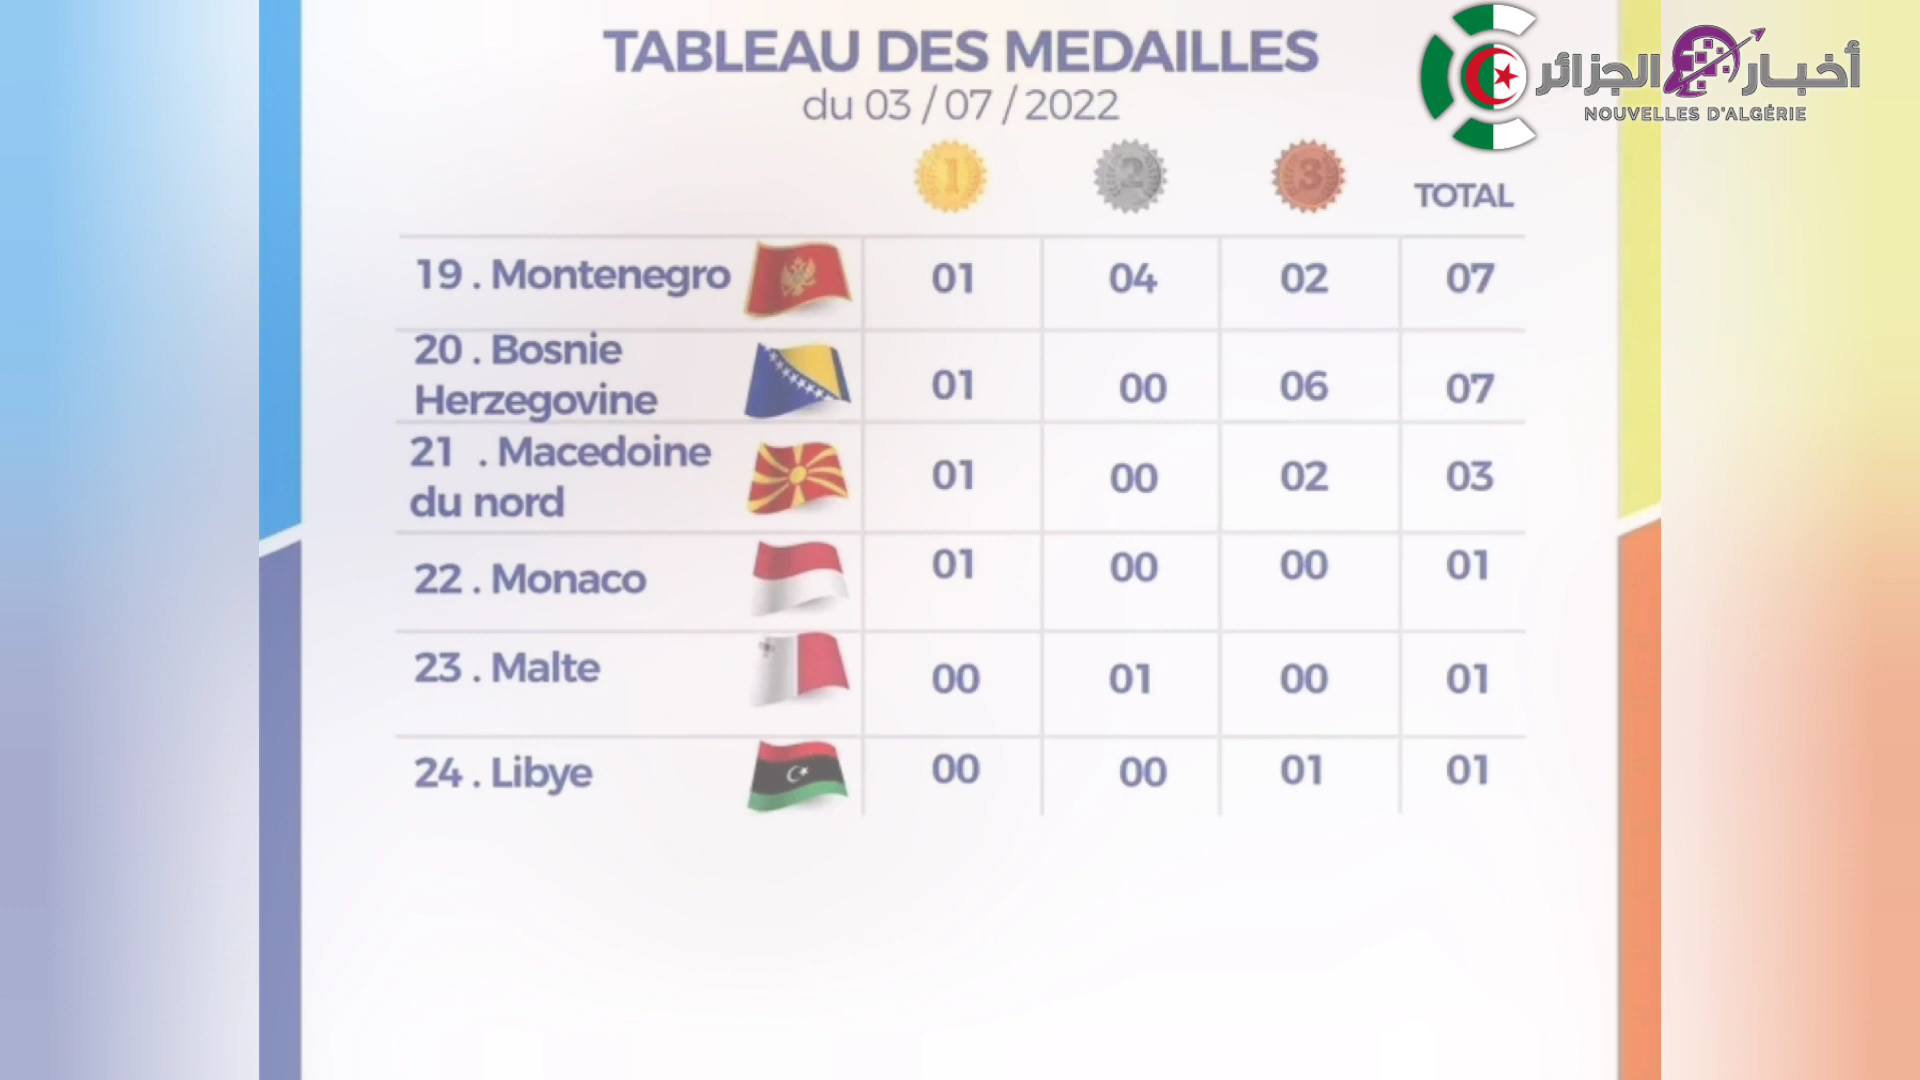 TABLEAU DES MEDAILLES
du 03 / 07 / 2022
أخبار الجزائر
NOUVELLES D'ALGÉRIE
1 2 3 TOTAL
19 . Montenegro 01 04 02 07
20 . Bosnie
Herzegovine 01 00 06 07
21 . Macedoine
du nord 01 00 02 03
22 . Monaco 01 00 00 01
23 . Malte 00 01 00 01
24 . Libye 00 00 01 01